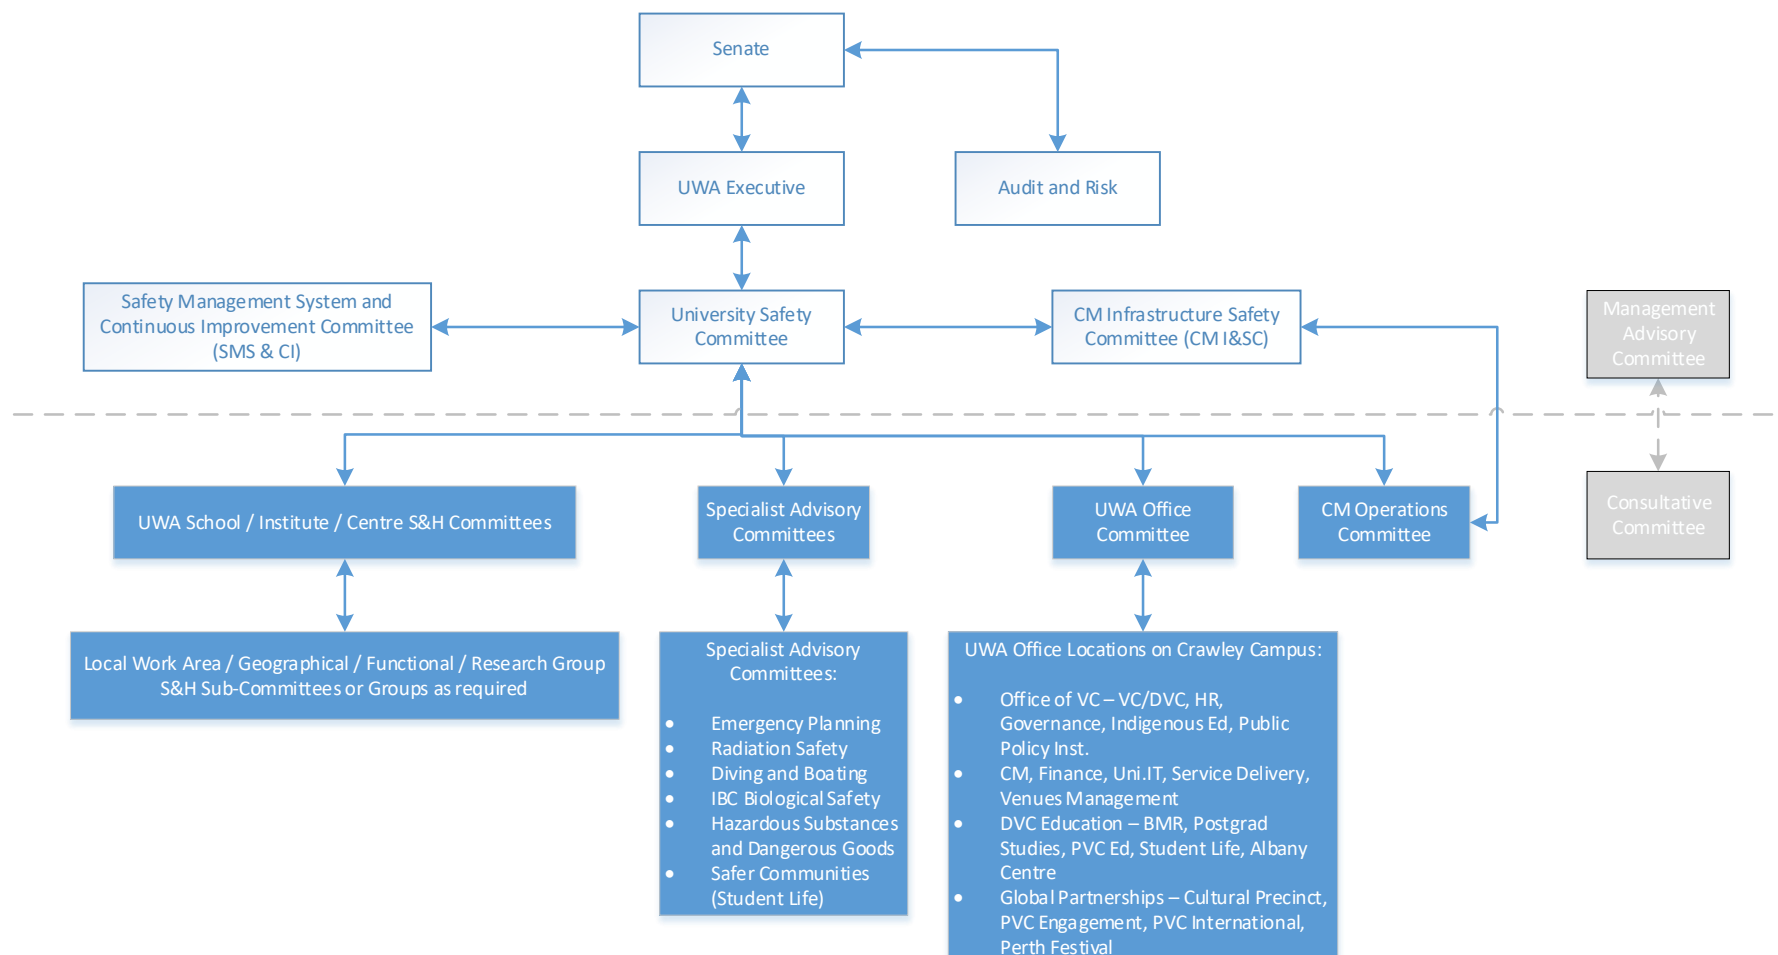 Senate
UWA Executive
Audit and Risk
Safety Management System and
Continuous Improvement Committee
(SMS & CI)
University Safety
Committee
CM Infrastructure Safety
Committee (CM I&SC)
Management
Advisory
Committee
UWA School / Institute / Centre S&H Committees
Specialist Advisory
Committees
UWA Office
Committee
CM Operations
Committee
Consultative
Committee
Local Work Area / Geographical / Functional / Research Group
S&H Sub-Committees or Groups as required
Specialist Advisory
Committees:
• Emergency Planning
• Radiation Safety
• Diving and Boating
• IBC Biological Safety
• Hazardous Substances
and Dangerous Goods
• Safer Communities
(Student Life)
UWA Office Locations on Crawley Campus:
• Office of VC – VC/DVC, HR,
Governance, Indigenous Ed, Public
Policy Inst.
• CM, Finance, Uni.IT, Service Delivery,
Venues Management
• DVC Education – BMR, Postgrad
Studies, PVC Ed, Student Life, Albany
Centre
• Global Partnerships – Cultural Precinct,
PVC Engagement, PVC International,
Perth Festival